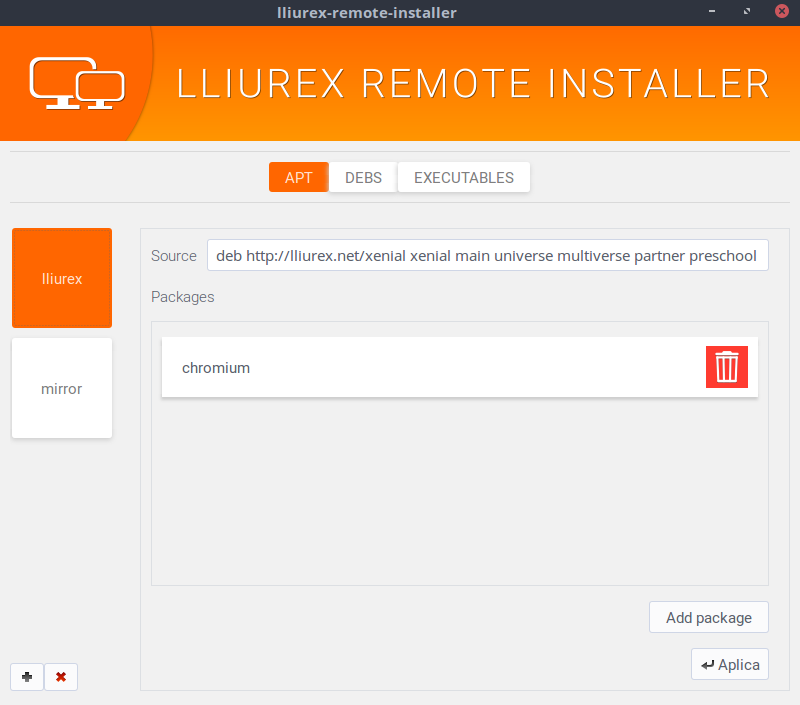 lliurex-remote-installer
LLIUREX REMOTE INSTALLER
APT DEBS EXECUTABLES
lliurex
mirror
Source deb http://lliurex.net/xenial xenial main universe multiverse partner preschool
Packages
chromium
Add package
Aplica